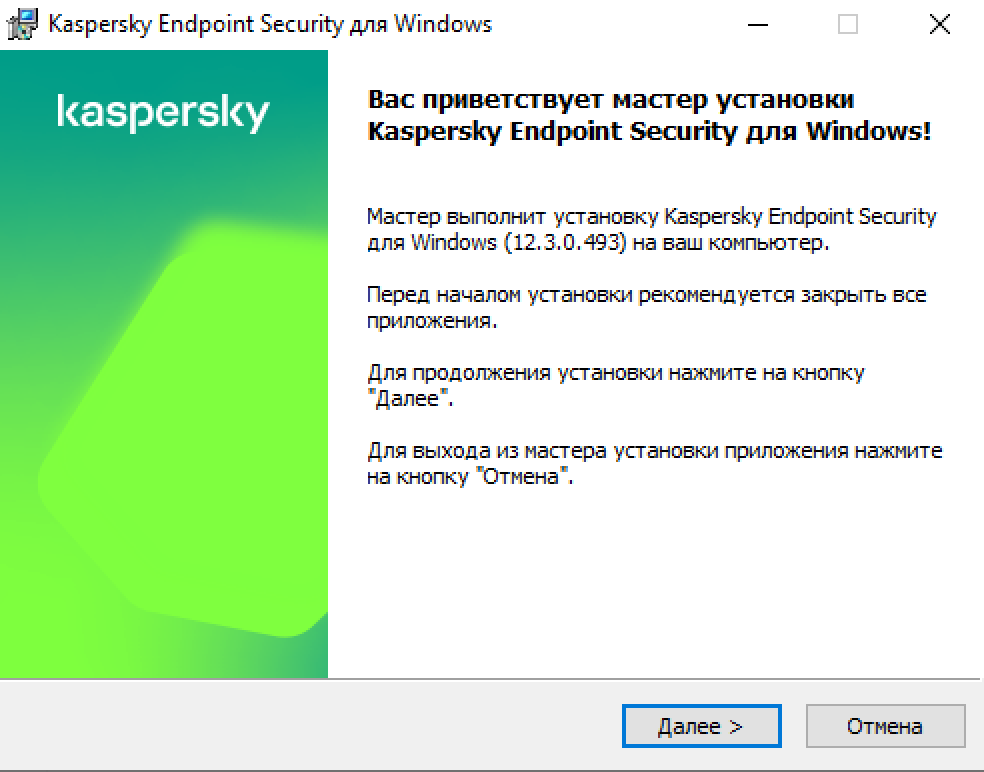 Kaspersky Endpoint Security для Windows
kaspersky
Вас приветствует мастер установки
Kaspersky Endpoint Security для Windows!
Мастер выполнит установку Kaspersky Endpoint Security
для Windows (12.3.0.493) на ваш компьютер.
Перед началом установки рекомендуется закрыть все
приложения.
Для продолжения установки нажмите на кнопку
"Далее".
Для выхода из мастера установки приложения нажмите
на кнопку "Отмена".
Далее >
Отмена